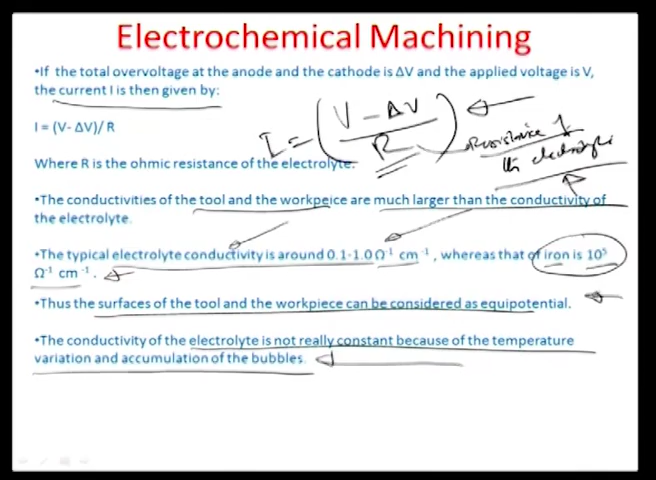 Electrochemical Machining
•If the total overvoltage at the anode and the cathode is ΔV and the applied voltage is V,
the current I is then given by:
I = (V- ΔV)/ R
I = (V - ΔV / R)
Resistance of
the electrolyte
Where R is the ohmic resistance of the electrolyte.
•The conductivities of the tool and the workpeice are much larger than the conductivity of
the electrolyte.
•The typical electrolyte conductivity is around 0.1-1.0 Ω⁻¹ cm⁻¹, whereas that of iron is 10⁵
Ω⁻¹ cm⁻¹.
•Thus the surfaces of the tool and the workpiece can be considered as equipotential.
•The conductivity of the electrolyte is not really constant because of the temperature
variation and accumulation of the bubbles.